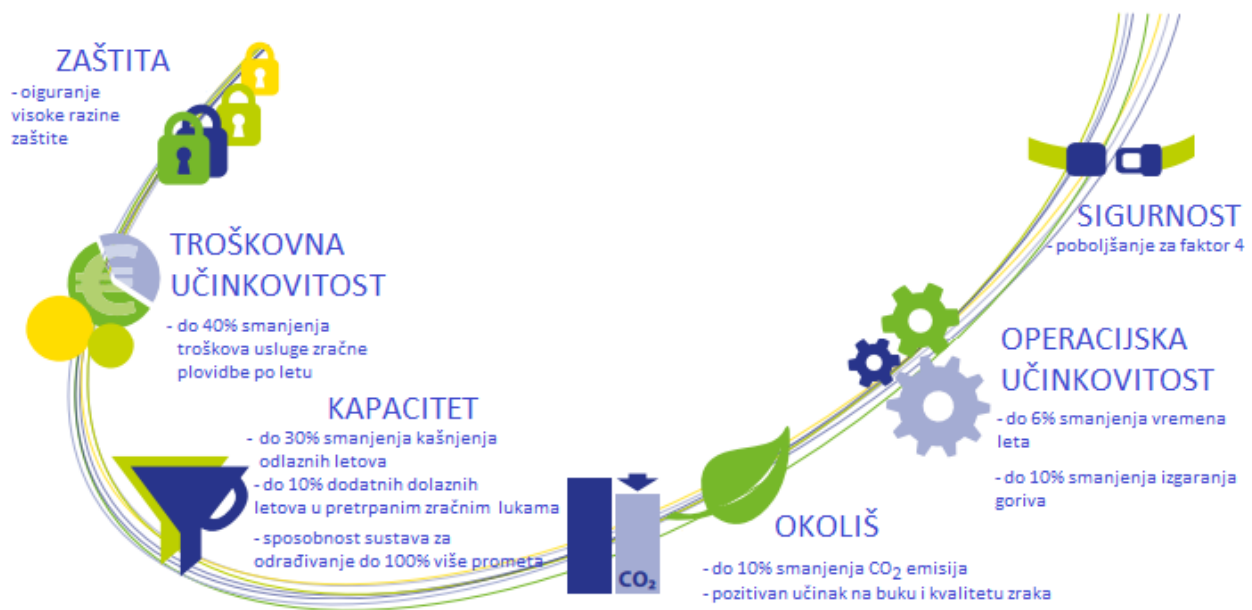 ZAŠTITA
- oiguranje
visoke razine
zaštite
TROŠKOVNA
UČINKOVITOST
- do 40% smanjenja
troškova usluge zračne
plovidbe po letu
KAPACITET
- do 30% smanjenja kašnjenja
odlaznih letova
- do 10% dodatnih dolaznih
letova u pretrpanim zračnim lukama
- sposobnost sustava za
odrađivanje do 100% više prometa
CO₂
OKOLIŠ
- do 10% smanjenja CO₂ emisija
- pozitivan učinak na buku i kvalitetu zraka
OPERACIJSKA
UČINKOVITOST
- do 6% smanjenja vremena
leta
- do 10% smanjenja izgaranja
goriva
SIGURNOST
- poboljšanje za faktor 4